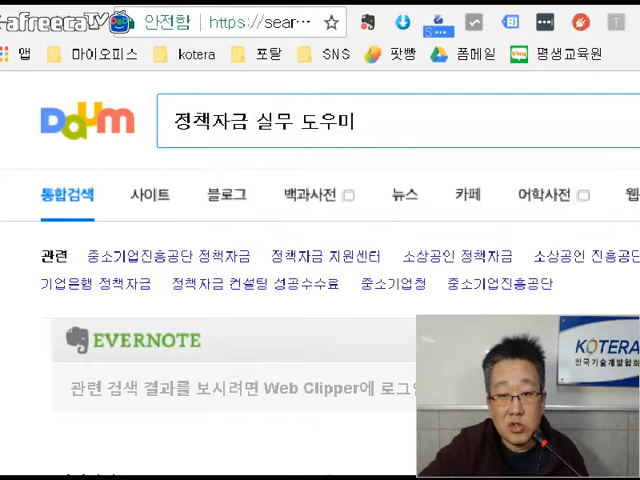 afreecaTV
안전함
https://sear…
S…
앱 마이오피스 kotera 포탈 SNS 팟빵 폼메일 평생교육원
Daum
정책자금 실무 도우미
통합검색 사이트 블로그 백과사전 뉴스 카페 어학사전 웹
관련 중소기업진흥공단 정책자금 정책자금 지원센터 소상공인 정책자금 소상공인 진흥공단
기업은행 정책자금 정책자금 컨설팅 성공수수료 중소기업청 중소기업진흥공단
EVERNOTE
관련 검색 결과를 보시려면 Web Clipper에 로그인
KOTERA
한국기술개발협회